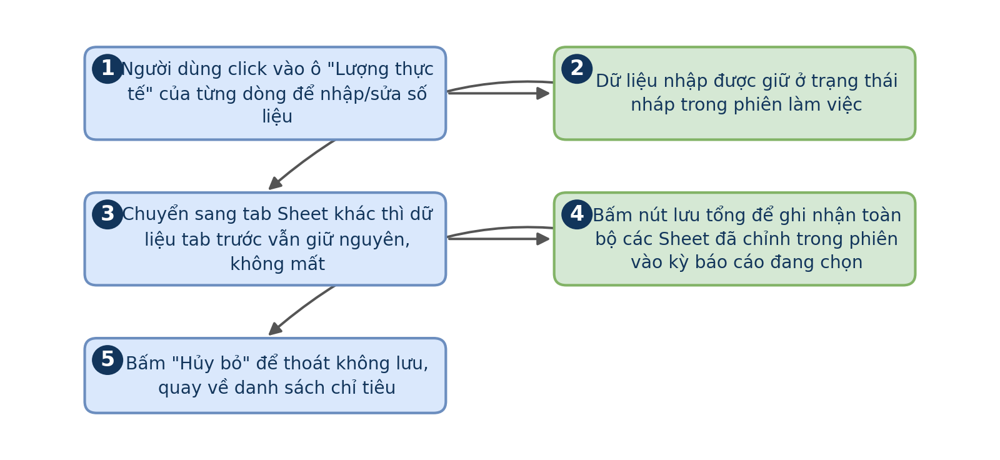 1
Người dùng click vào ô "Lượng thực
tế" của từng dòng để nhập/sửa số
liệu
2
Dữ liệu nhập được giữ ở trạng thái
nháp trong phiên làm việc
3
Chuyển sang tab Sheet khác thì dữ
liệu tab trước vẫn giữ nguyên,
không mất
4
Bấm nút lưu tổng để ghi nhận toàn
bộ các Sheet đã chỉnh trong phiên
vào kỳ báo cáo đang chọn
5
Bấm "Hủy bỏ" để thoát không lưu,
quay về danh sách chỉ tiêu